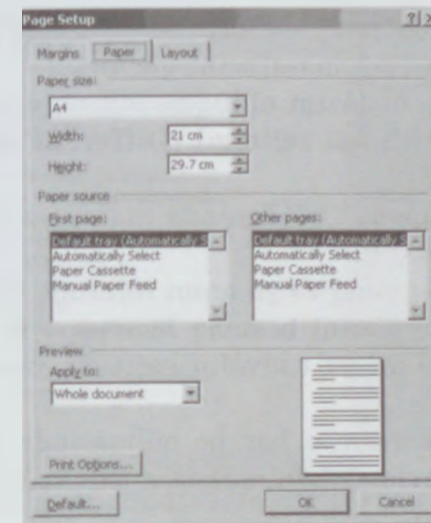 Page Setup
Margins Paper Layout
Paper size:
A4
Width: 21 cm
Height: 29.7 cm
Paper source
First page: Other pages:
Default tray (Automatically S Default tray (Automatically S
Automatically Select Automatically Select
Paper Cassette Paper Cassette
Manual Paper Feed Manual Paper Feed
Preview
Apply to:
Whole document
Print Options...
Default... OK Cancel